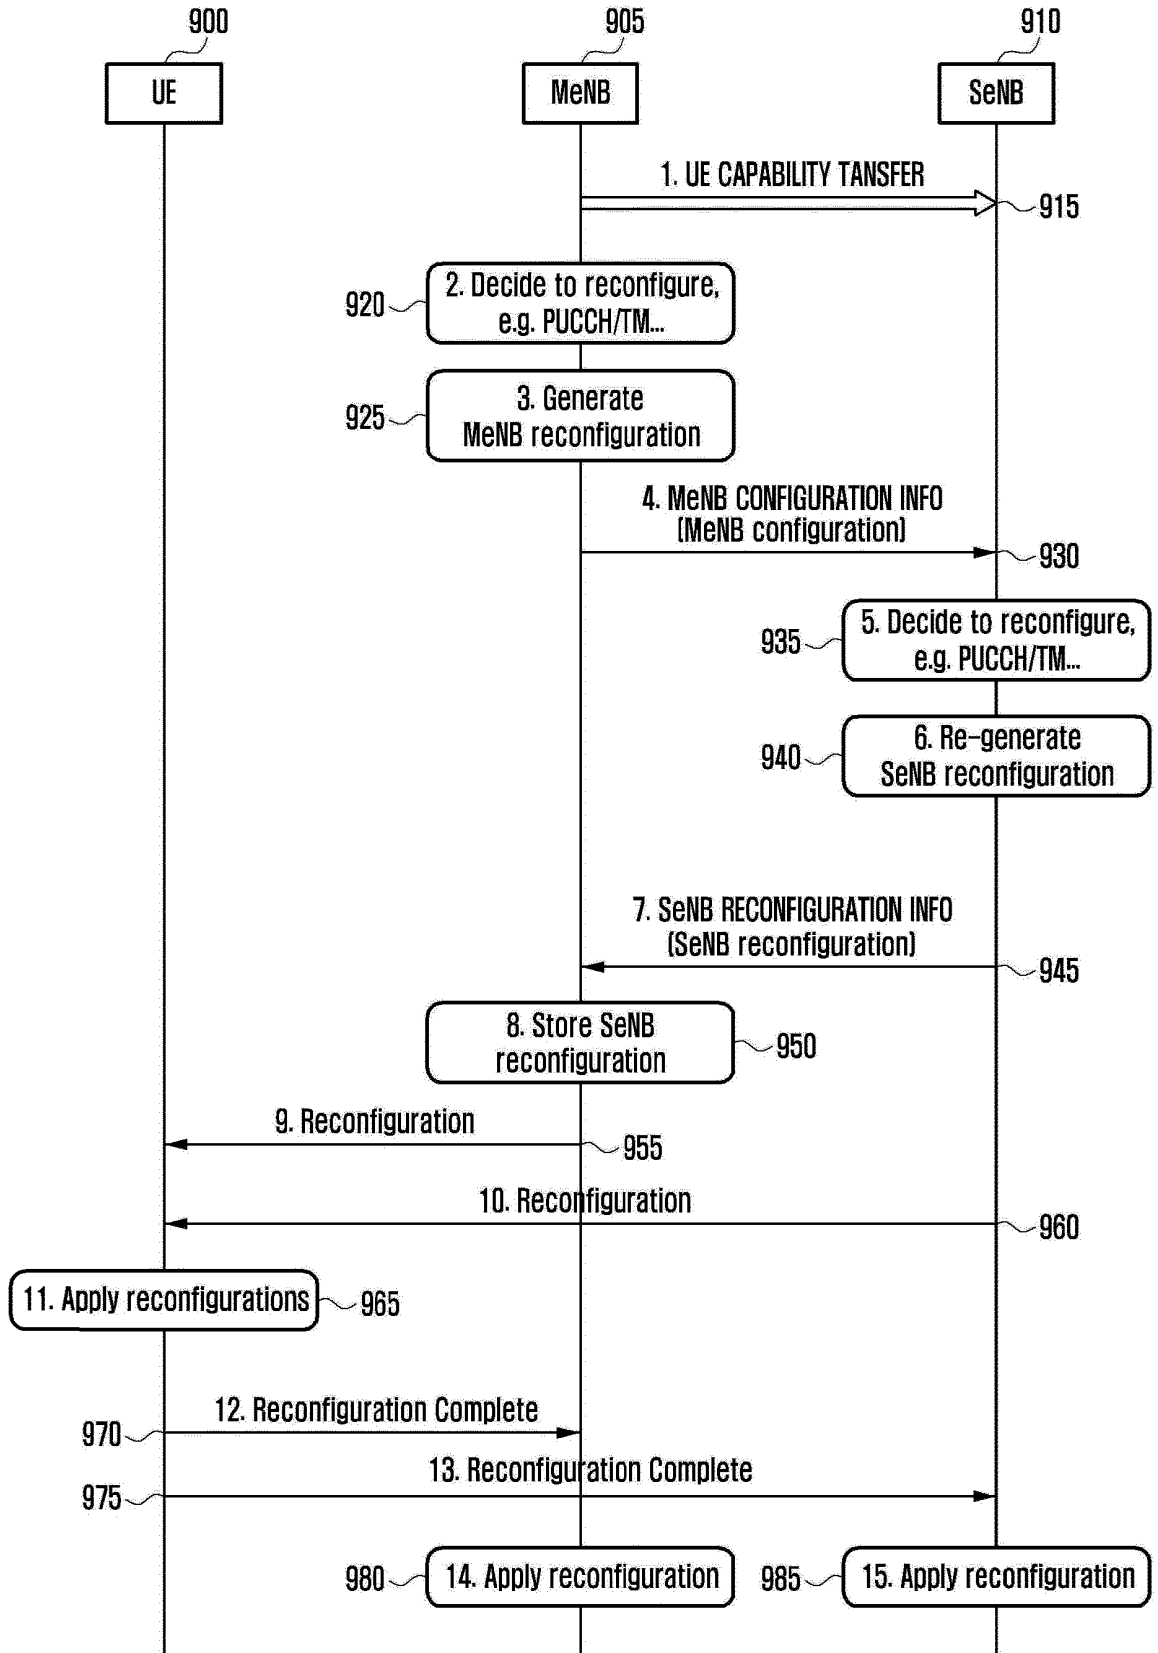 900
905
910
UE
MeNB
SeNB
1. UE CAPABILITY TANSFER
915
920
2. Decide to reconfigure,
e.g. PUCCH/TM...
925
3. Generate
MeNB reconfiguration
4. MeNB CONFIGURATION INFO
(MeNB configuration)
930
935
5. Decide to reconfigure,
e.g. PUCCH/TM...
940
6. Re-generate
SeNB reconfiguration
7. SeNB RECONFIGURATION INFO
(SeNB reconfiguration)
945
8. Store SeNB
reconfiguration
950
9. Reconfiguration
955
10. Reconfiguration
960
11. Apply reconfigurations
965
12. Reconfiguration Complete
970
13. Reconfiguration Complete
975
980
14. Apply reconfiguration
985
15. Apply reconfiguration